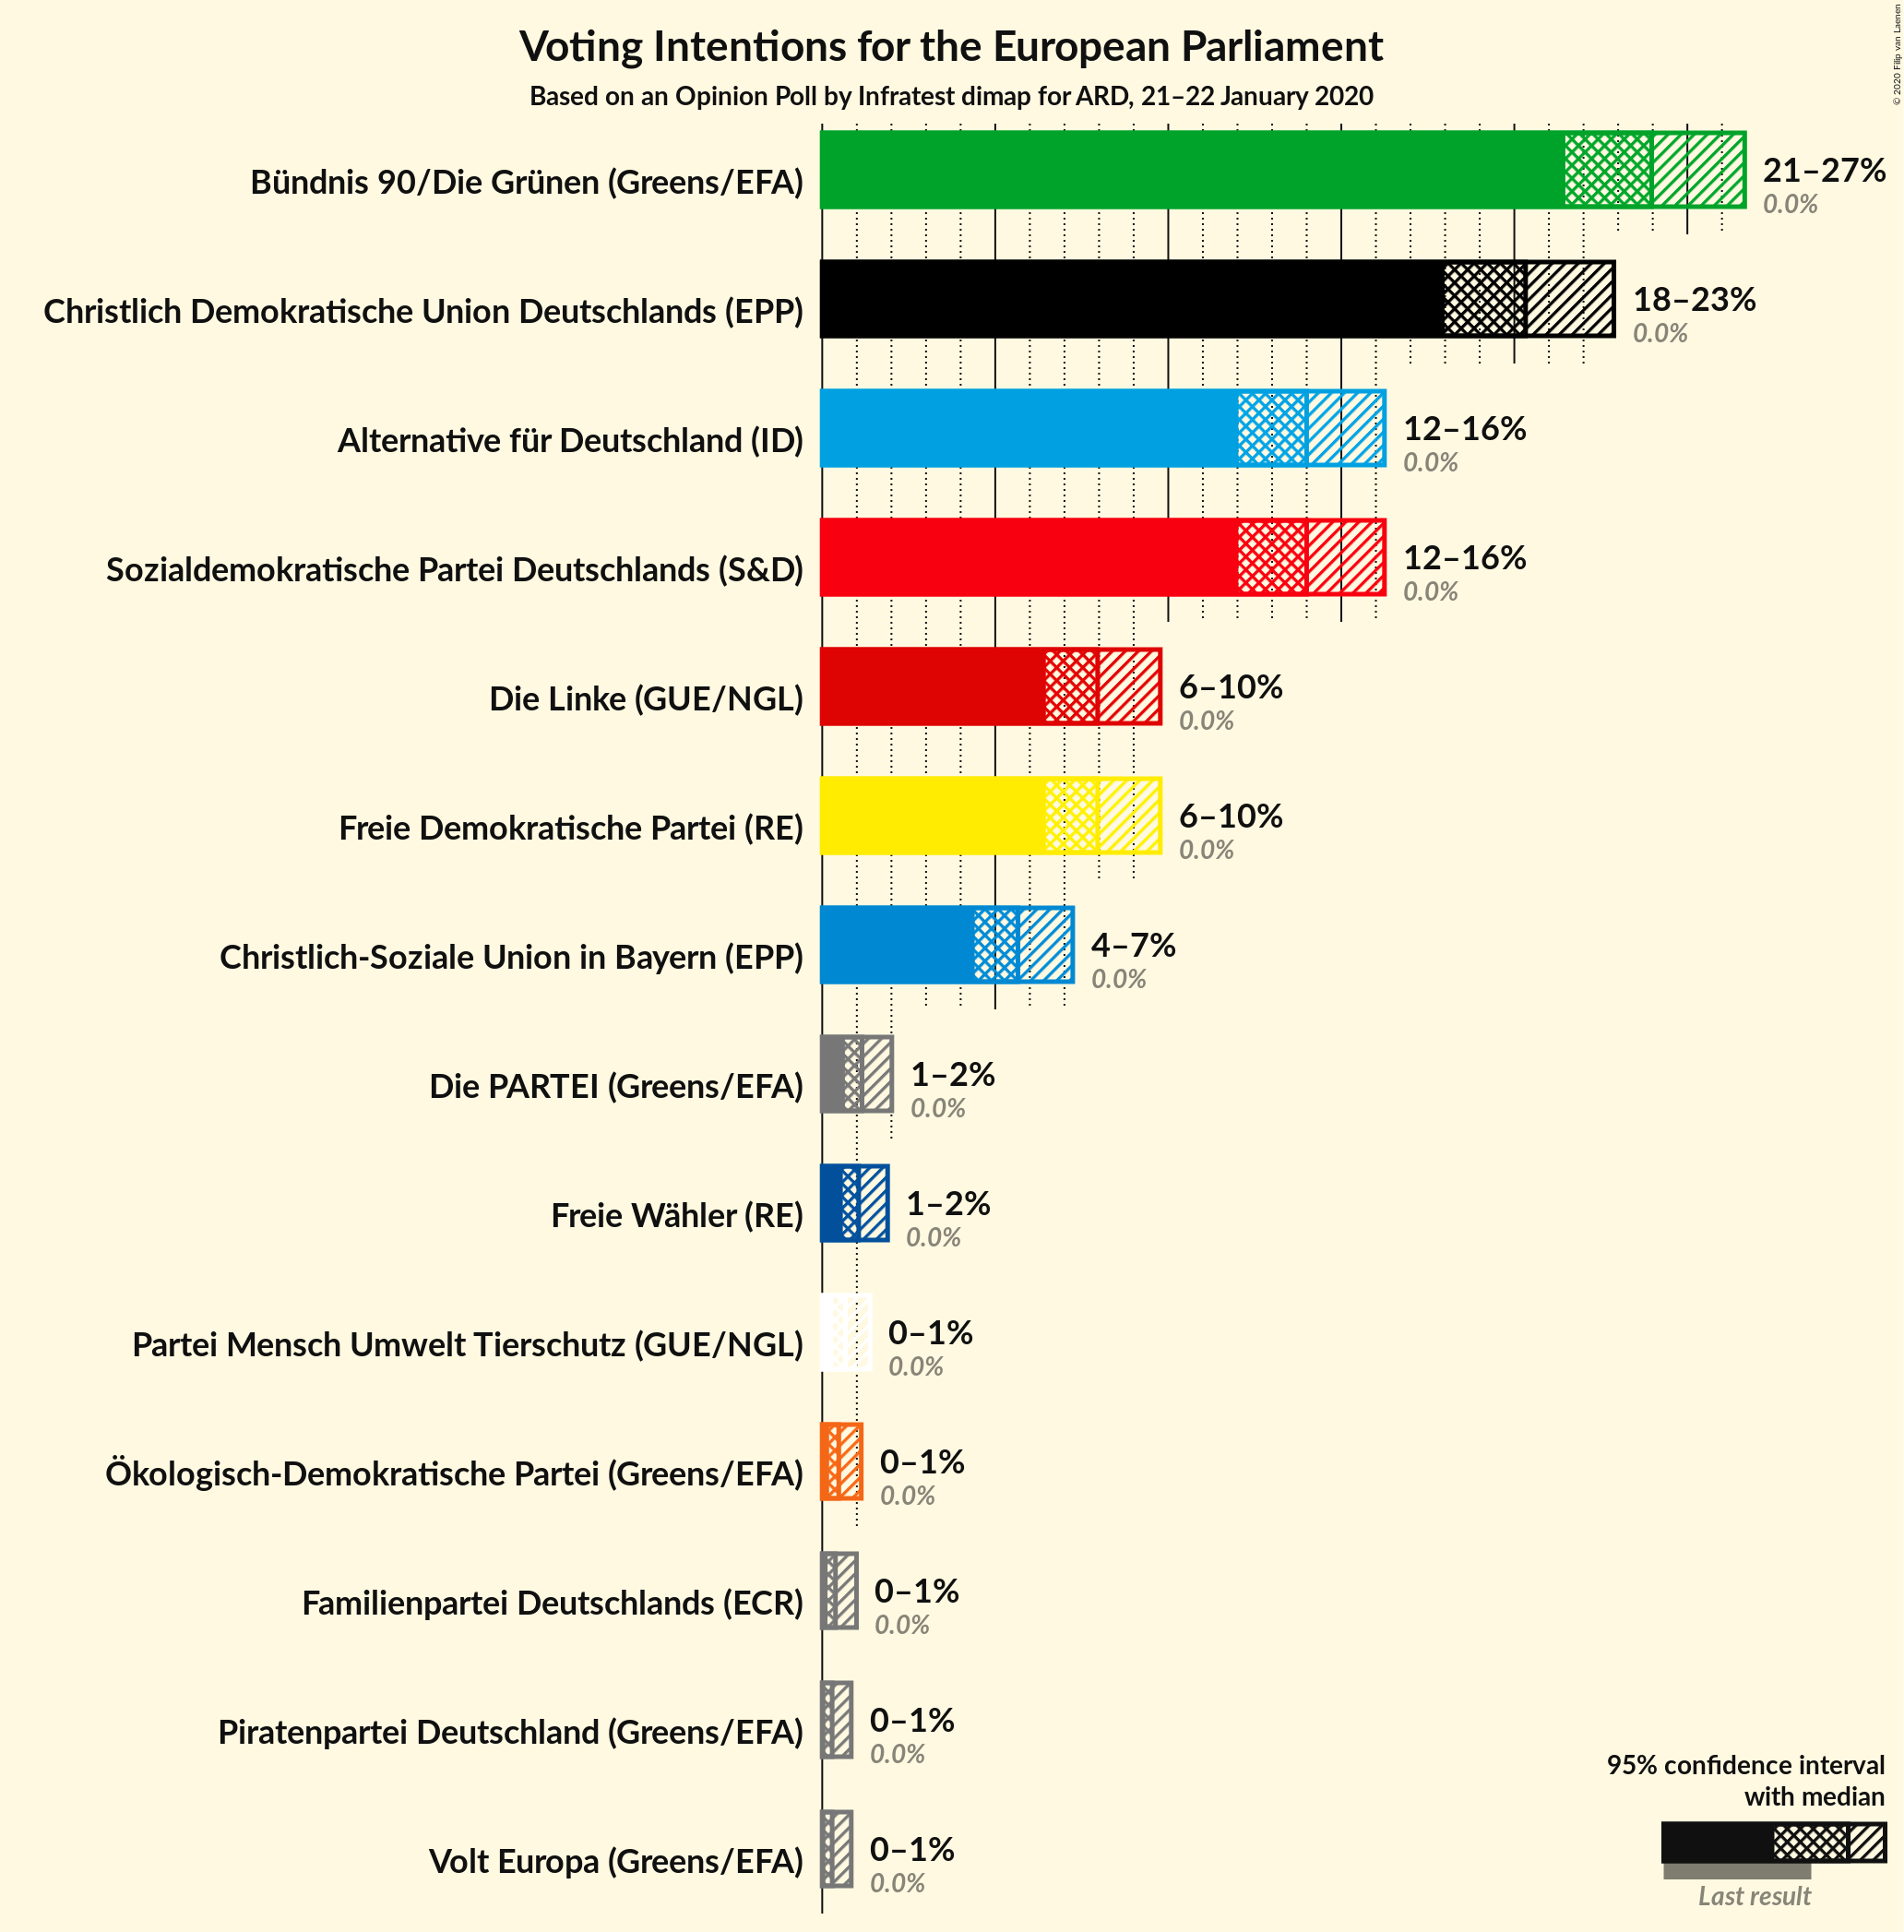 Voting Intentions for the European Parliament
Based on an Opinion Poll by Infratest dimap for ARD, 21–22 January 2020
© 2020 Filip van Laenen
Bündnis 90/Die Grünen (Greens/EFA)
21–27%
0.0%
Christlich Demokratische Union Deutschlands (EPP)
18–23%
0.0%
Alternative für Deutschland (ID)
12–16%
0.0%
Sozialdemokratische Partei Deutschlands (S&D)
12–16%
0.0%
Die Linke (GUE/NGL)
6–10%
0.0%
Freie Demokratische Partei (RE)
6–10%
0.0%
Christlich-Soziale Union in Bayern (EPP)
4–7%
0.0%
Die PARTEI (Greens/EFA)
1–2%
0.0%
Freie Wähler (RE)
1–2%
0.0%
Partei Mensch Umwelt Tierschutz (GUE/NGL)
0–1%
0.0%
Ökologisch-Demokratische Partei (Greens/EFA)
0–1%
0.0%
Familienpartei Deutschlands (ECR)
0–1%
0.0%
Piratenpartei Deutschland (Greens/EFA)
0–1%
0.0%
Volt Europa (Greens/EFA)
0–1%
0.0%
95% confidence interval
with median
Last result